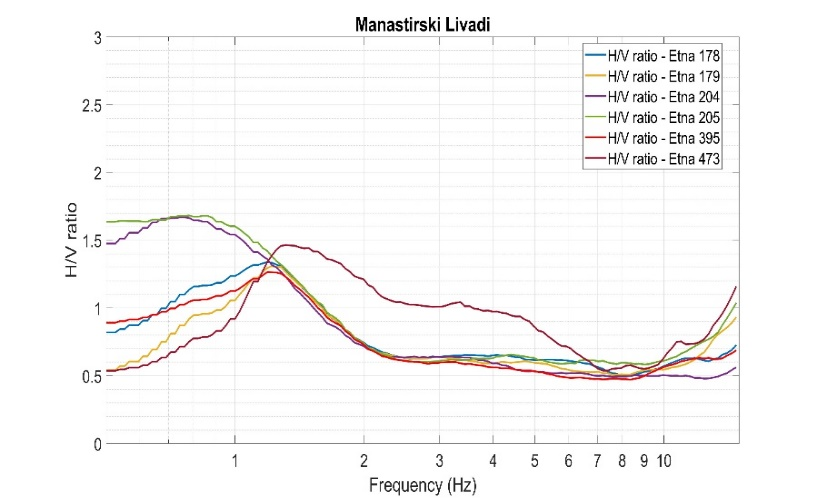 Manastirski Livadi
3
2.5
2
1.5
1
0.5
0
H/V ratio
H/V ratio - Etna 178
H/V ratio - Etna 179
H/V ratio - Etna 204
H/V ratio - Etna 205
H/V ratio - Etna 395
H/V ratio - Etna 473
1 2 3 4 5 6 7 8 9 10
Frequency (Hz)